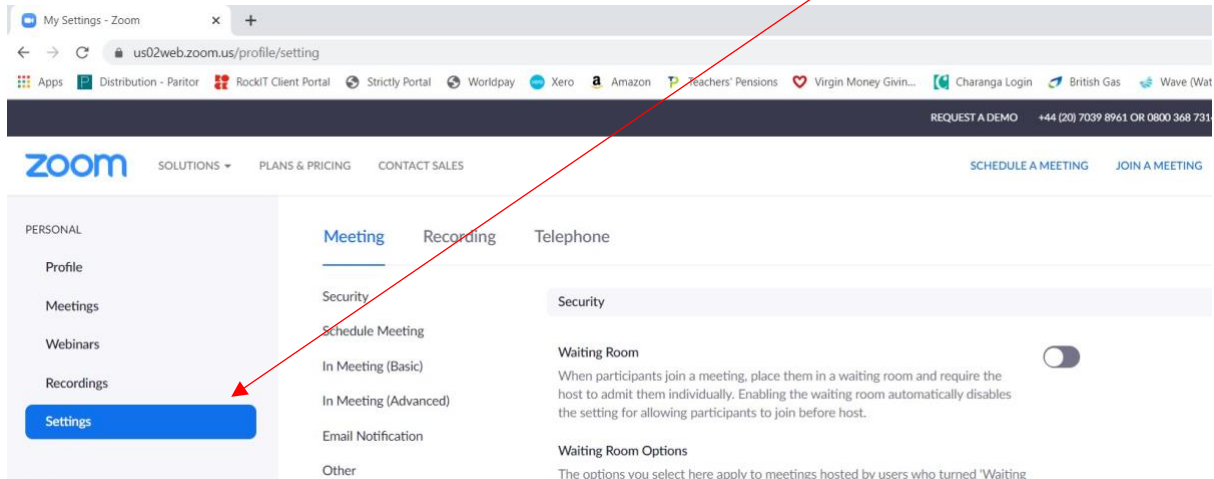 My Settings - Zoom
us02web.zoom.us/profile/setting
Apps Distribution - Paritor RockIT Client Portal Strictly Portal Worldpay Xero Amazon Teachers' Pensions Virgin Money Givin... Charanga Login British Gas Wave (Wat
REQUEST A DEMO +44 (20) 7039 8961 OR 0800 368 731
zoom SOLUTIONS PLANS & PRICING CONTACT SALES SCHEDULE A MEETING JOIN A MEETING
PERSONAL
Profile
Meetings
Webinars
Recordings
Settings
Meeting Recording Telephone
Security
Schedule Meeting
In Meeting (Basic)
In Meeting (Advanced)
Email Notification
Other
Security
Waiting Room
When participants join a meeting, place them in a waiting room and require the
host to admit them individually. Enabling the waiting room automatically disables
the setting for allowing participants to join before host.
Waiting Room Options
The options you select here apply to meetings hosted by users who turned 'Waiting